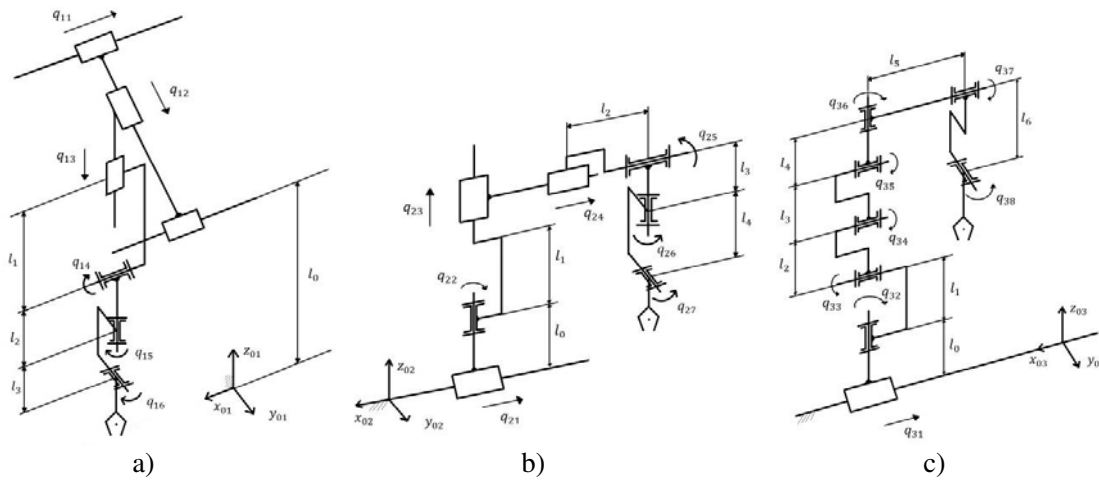 q₁₁
q₁₂
q₁₃
l₁
q₁₄
l₀
l₂
q₁₅
z₀₁
l₃
q₁₆
x₀₁
y₀₁
a)
l₂
q₂₅
l₃
q₂₃
q₂₄
l₄
q₂₂
l₁
q₂₆
q₂₇
l₀
z₀₂
x₀₂
y₀₂
q₂₁
b)
l₅
q₃₇
q₃₆
l₆
l₄
q₃₅
q₃₈
l₃
q₃₄
l₂
q₃₃
q₃₂
l₁
z₀₃
l₀
x₀₃
y₀
q₃₁
c)